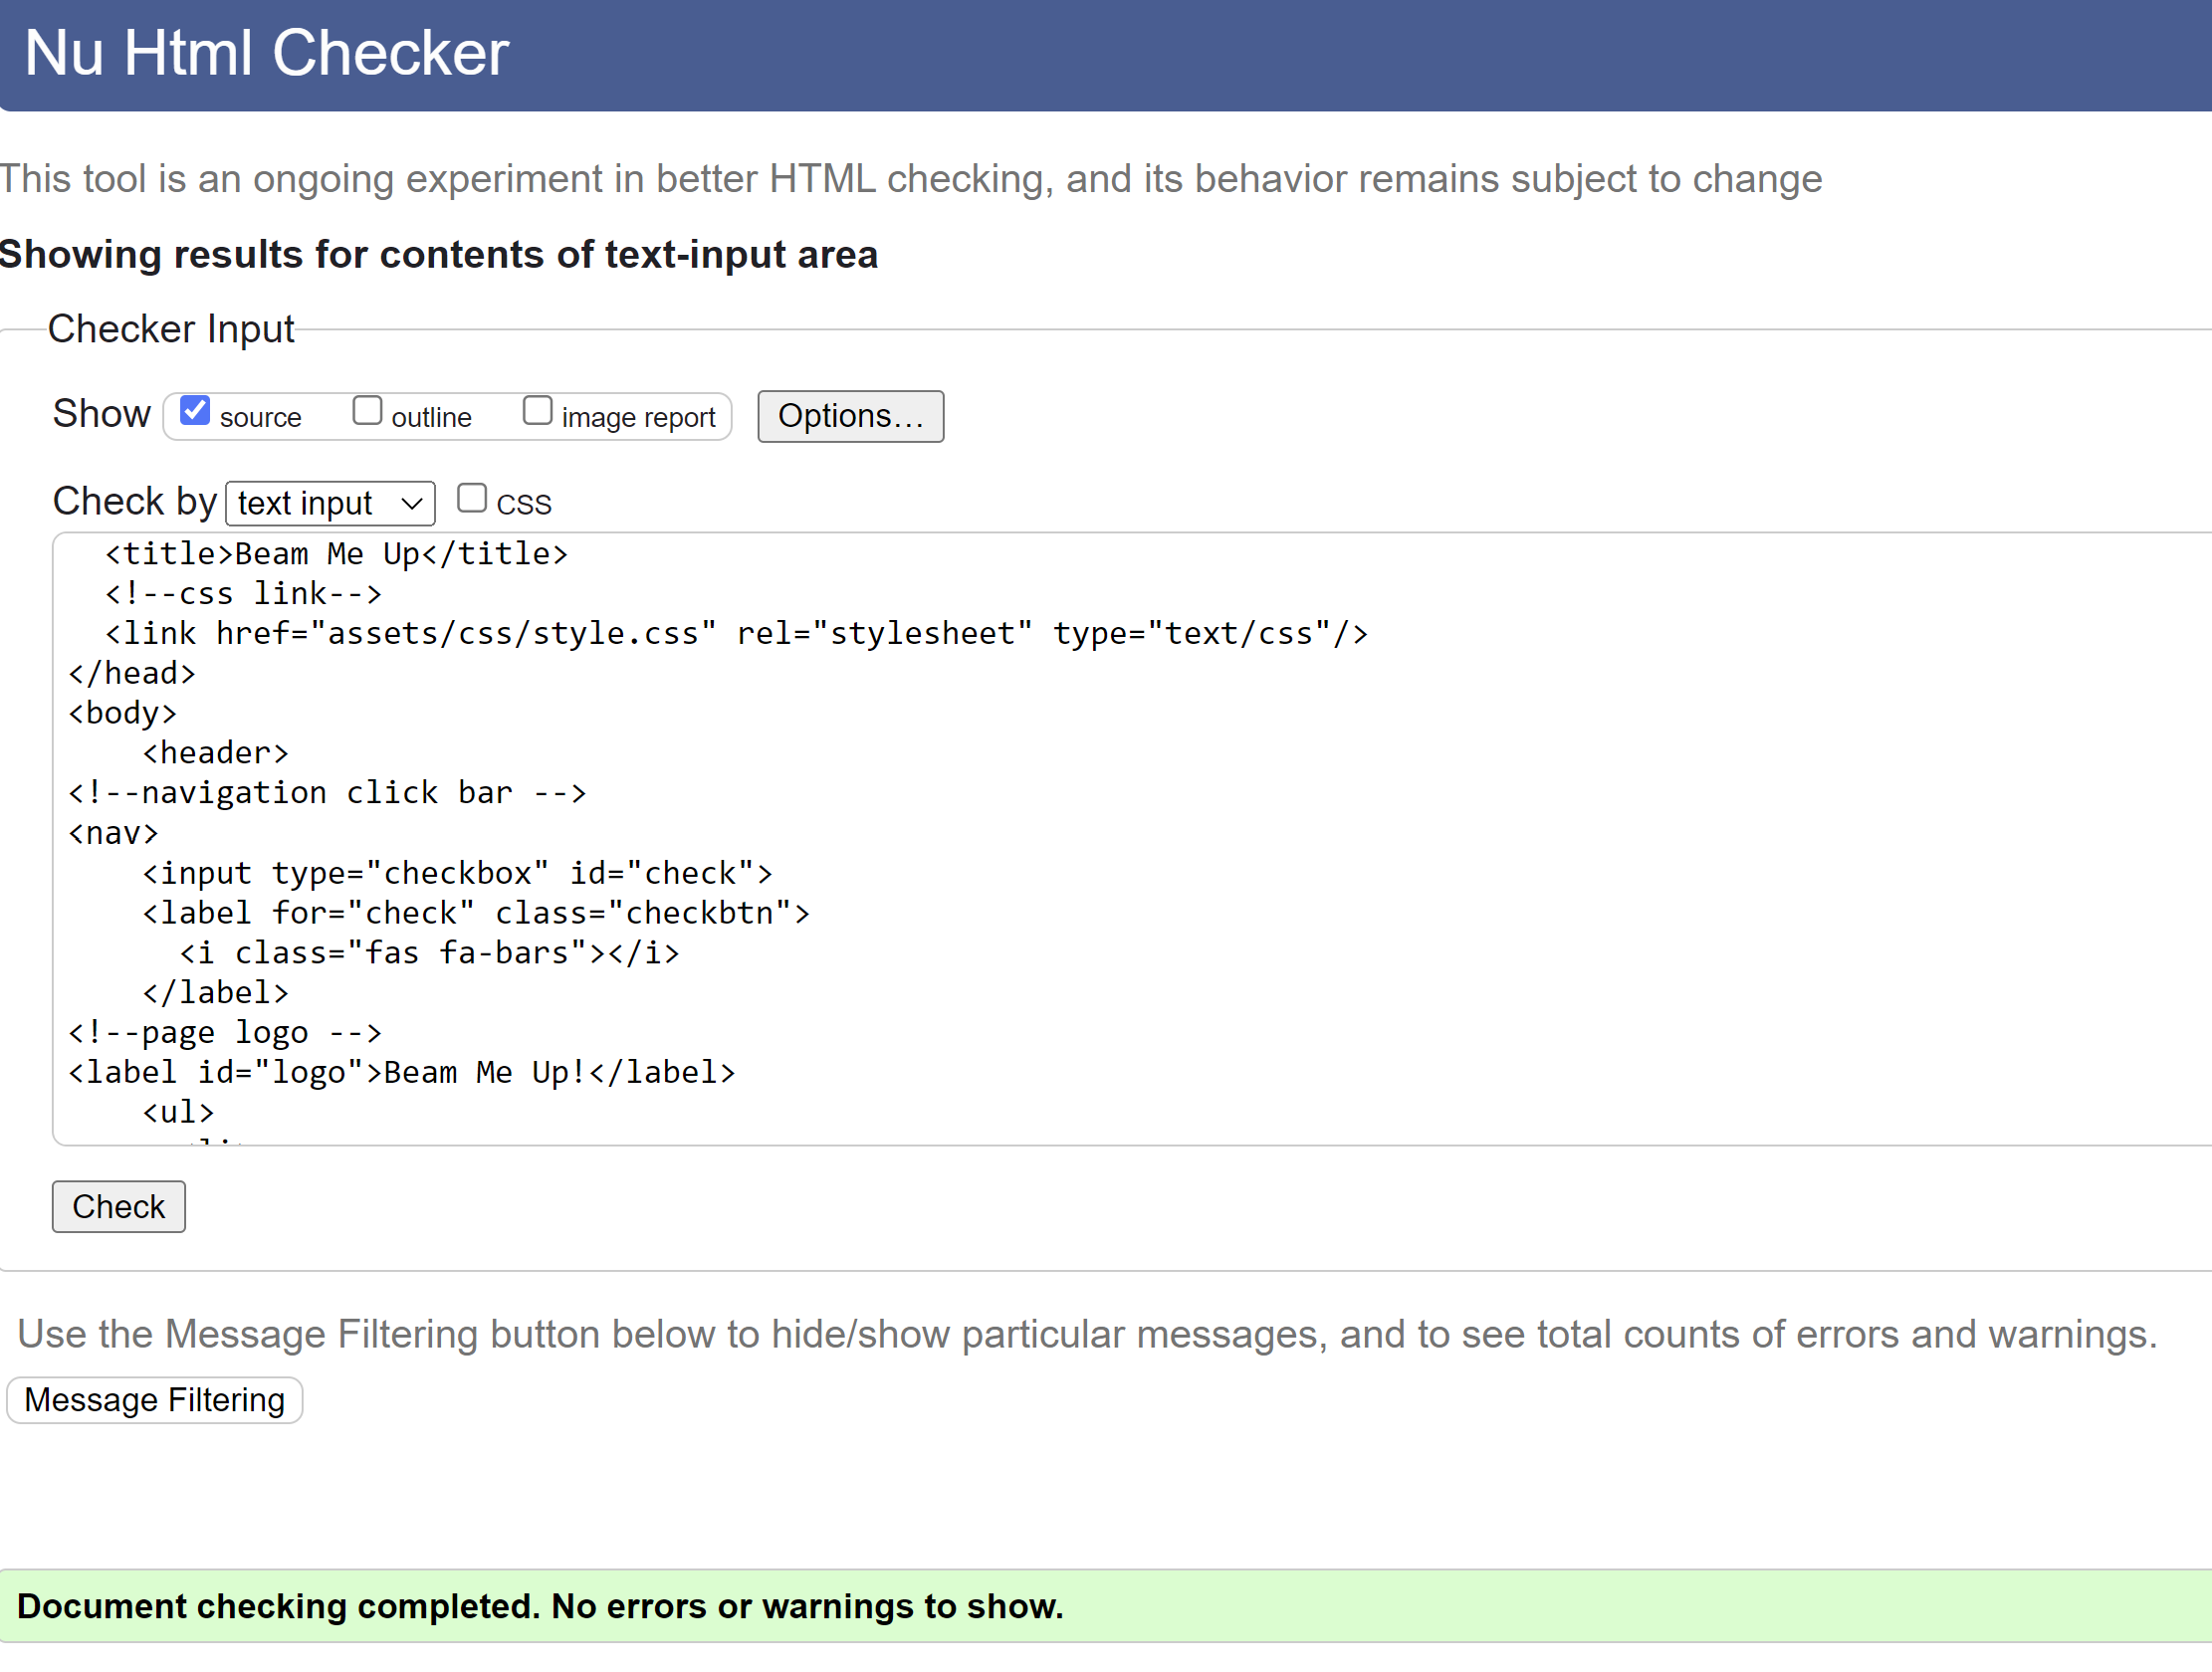 Nu Html Checker
This tool is an ongoing experiment in better HTML checking, and its behavior remains subject to change
Showing results for contents of text-input area
Checker Input
Show source outline image report Options...
Check by text input CSS
<title>Beam Me Up</title>
<!--css link-->
<link href="assets/css/style.css" rel="stylesheet" type="text/css"/>
</head>
<body>
<header>
<!--navigation click bar -->
<nav>
<input type="checkbox" id="check">
<label for="check" class="checkbtn">
<i class="fas fa-bars"></i>
</label>
<!--page logo -->
<label id="logo">Beam Me Up!</label>
<ul>
Check
Use the Message Filtering button below to hide/show particular messages, and to see total counts of errors and warnings.
Message Filtering
Document checking completed. No errors or warnings to show.